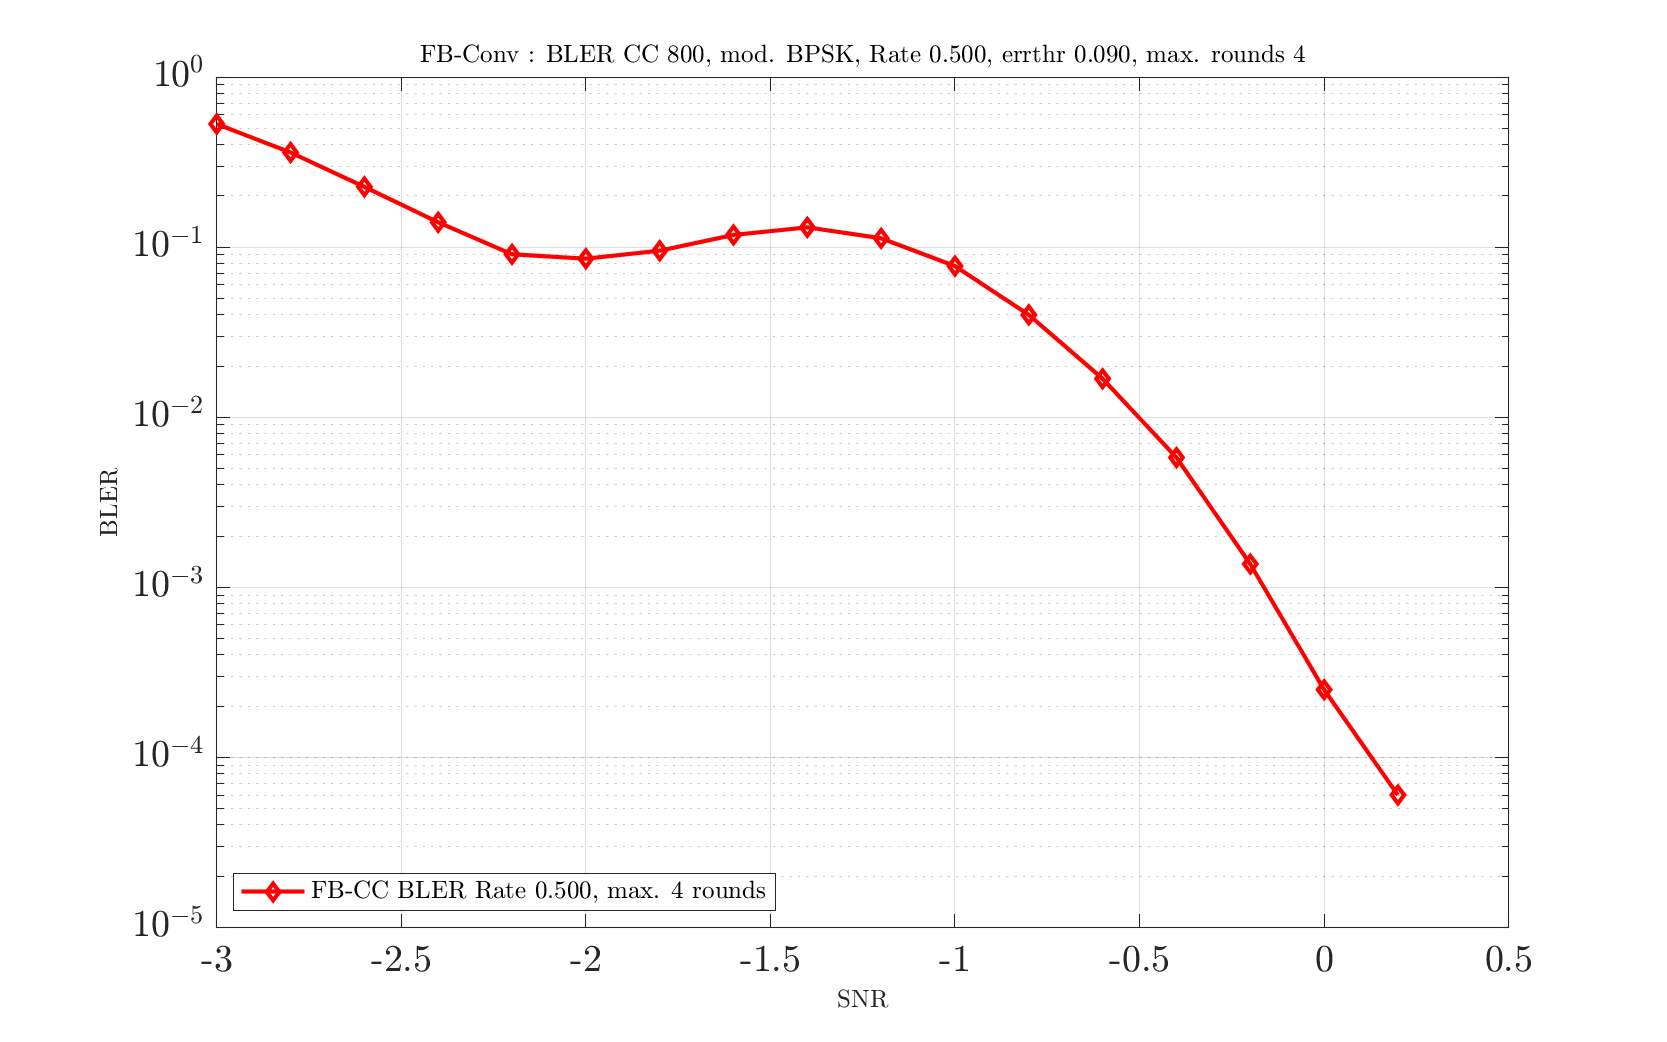 FB-Conv : BLER CC 800, mod. BPSK, Rate 0.500, errthr 0.090, max. rounds 4
10^0
10^-1
10^-2
10^-3
10^-4
10^-5
BLER
FB-CC BLER Rate 0.500, max. 4 rounds
-3 -2.5 -2 -1.5 -1 -0.5 0 0.5
SNR